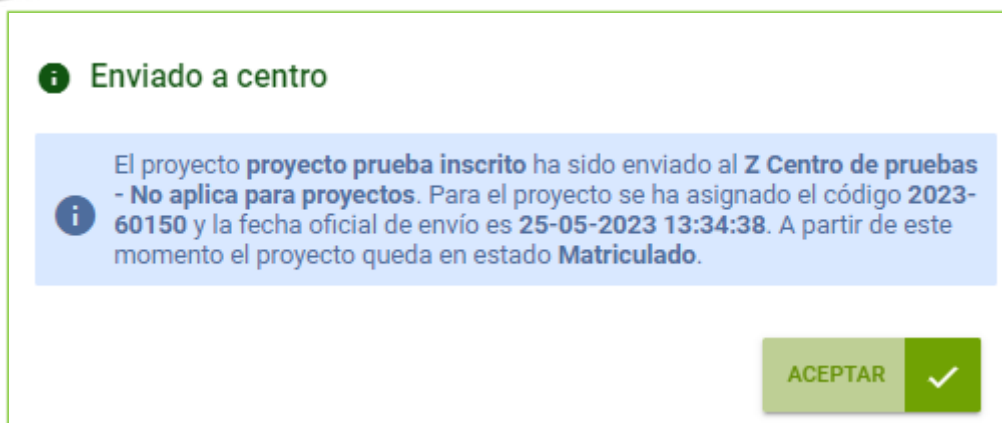 Enviado a centro
El proyecto proyecto prueba inscrito ha sido enviado al Z Centro de pruebas
- No aplica para proyectos. Para el proyecto se ha asignado el código 2023-
60150 y la fecha oficial de envío es 25-05-2023 13:34:38. A partir de este
momento el proyecto queda en estado Matriculado.
ACEPTAR